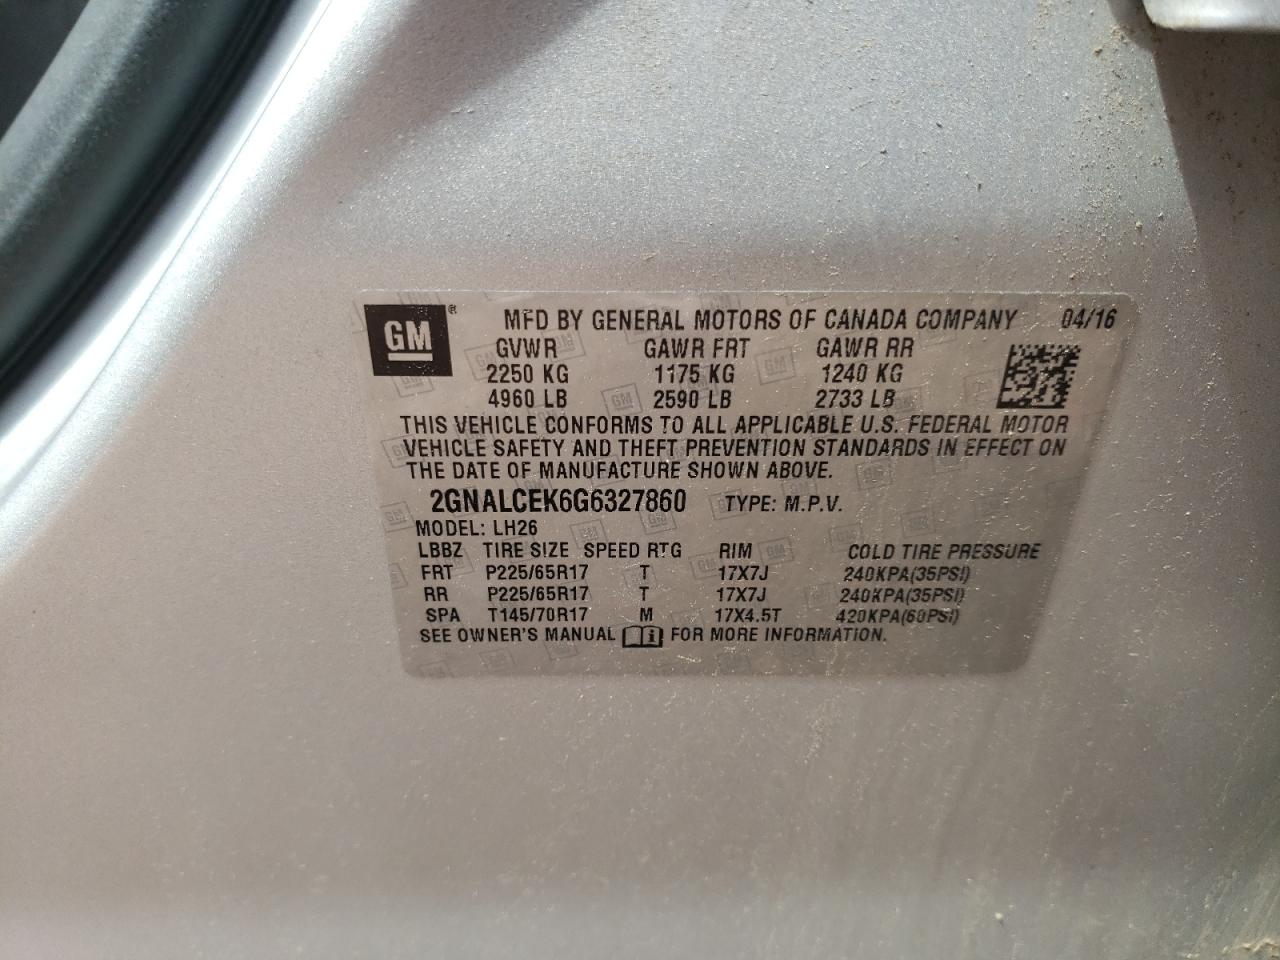 GM® MFD BY GENERAL MOTORS OF CANADA COMPANY 04/16
GVWR GAWR FRT GAWR RR
2250 KG 1175 KG 1240 KG
4960 LB 2590 LB 2733 LB
THIS VEHICLE CONFORMS TO ALL APPLICABLE U.S. FEDERAL MOTOR
VEHICLE SAFETY AND THEFT PREVENTION STANDARDS IN EFFECT ON
THE DATE OF MANUFACTURE SHOWN ABOVE.
2GNALCEK6G6327860 TYPE: M.P.V.
MODEL: LH26
LBBZ TIRE SIZE SPEED RTG RIM COLD TIRE PRESSURE
FRT P225/65R17 T 17X7J 240KPA(35PSI)
RR P225/65R17 T 17X7J 240KPA(35PSI)
SPA T145/70R17 M 17X4.5T 420KPA(60PSI)
SEE OWNER'S MANUAL FOR MORE INFORMATION.